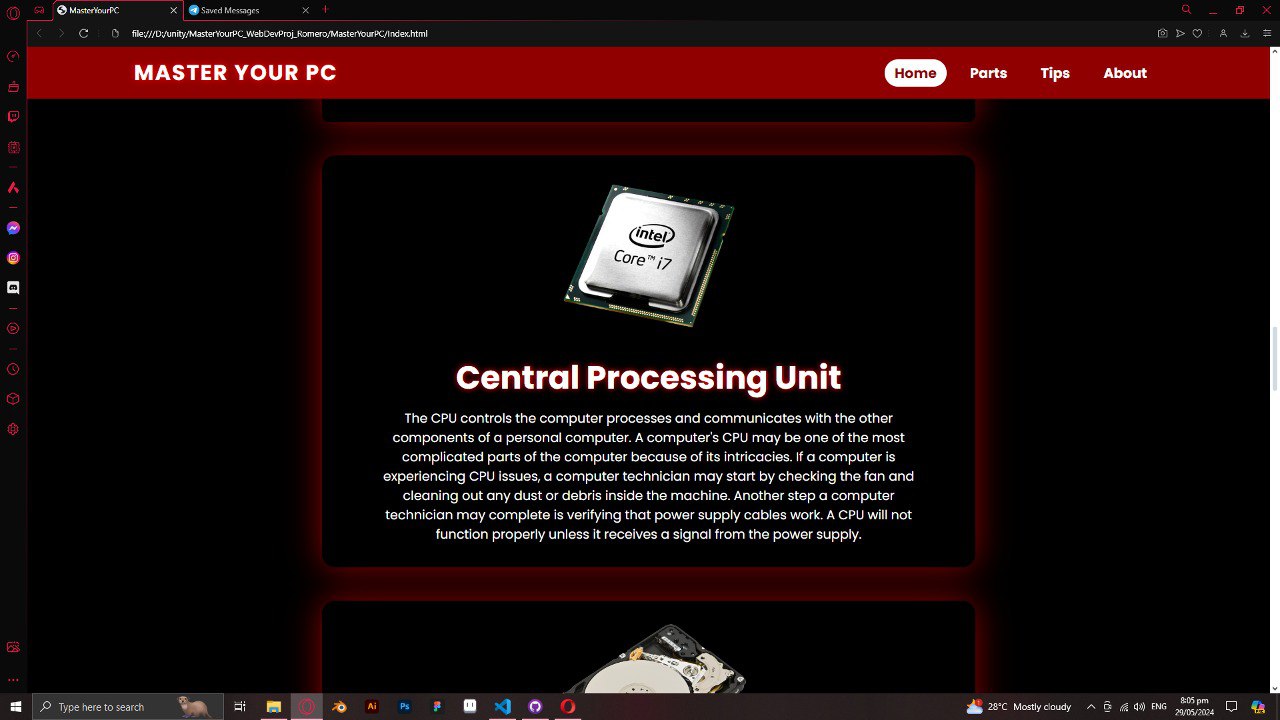 MasterYourPC
Saved Messages
file:///D:/unity/MasterYourPC_WebDevProj_Romero/MasterYourPC/Index.html
MASTER YOUR PC
Home
Parts
Tips
About
intel
Core™ i7
Central Processing Unit
The CPU controls the computer processes and communicates with the other
components of a personal computer. A computer's CPU may be one of the most
complicated parts of the computer because of its intricacies. If a computer is
experiencing CPU issues, a computer technician may start by checking the fan and
cleaning out any dust or debris inside the machine. Another step a computer
technician may complete is verifying that power supply cables work. A CPU will not
function properly unless it receives a signal from the power supply.
Type here to search
Ai
Ps
28°C Mostly cloudy
ENG
8:05 pm
29/05/2024